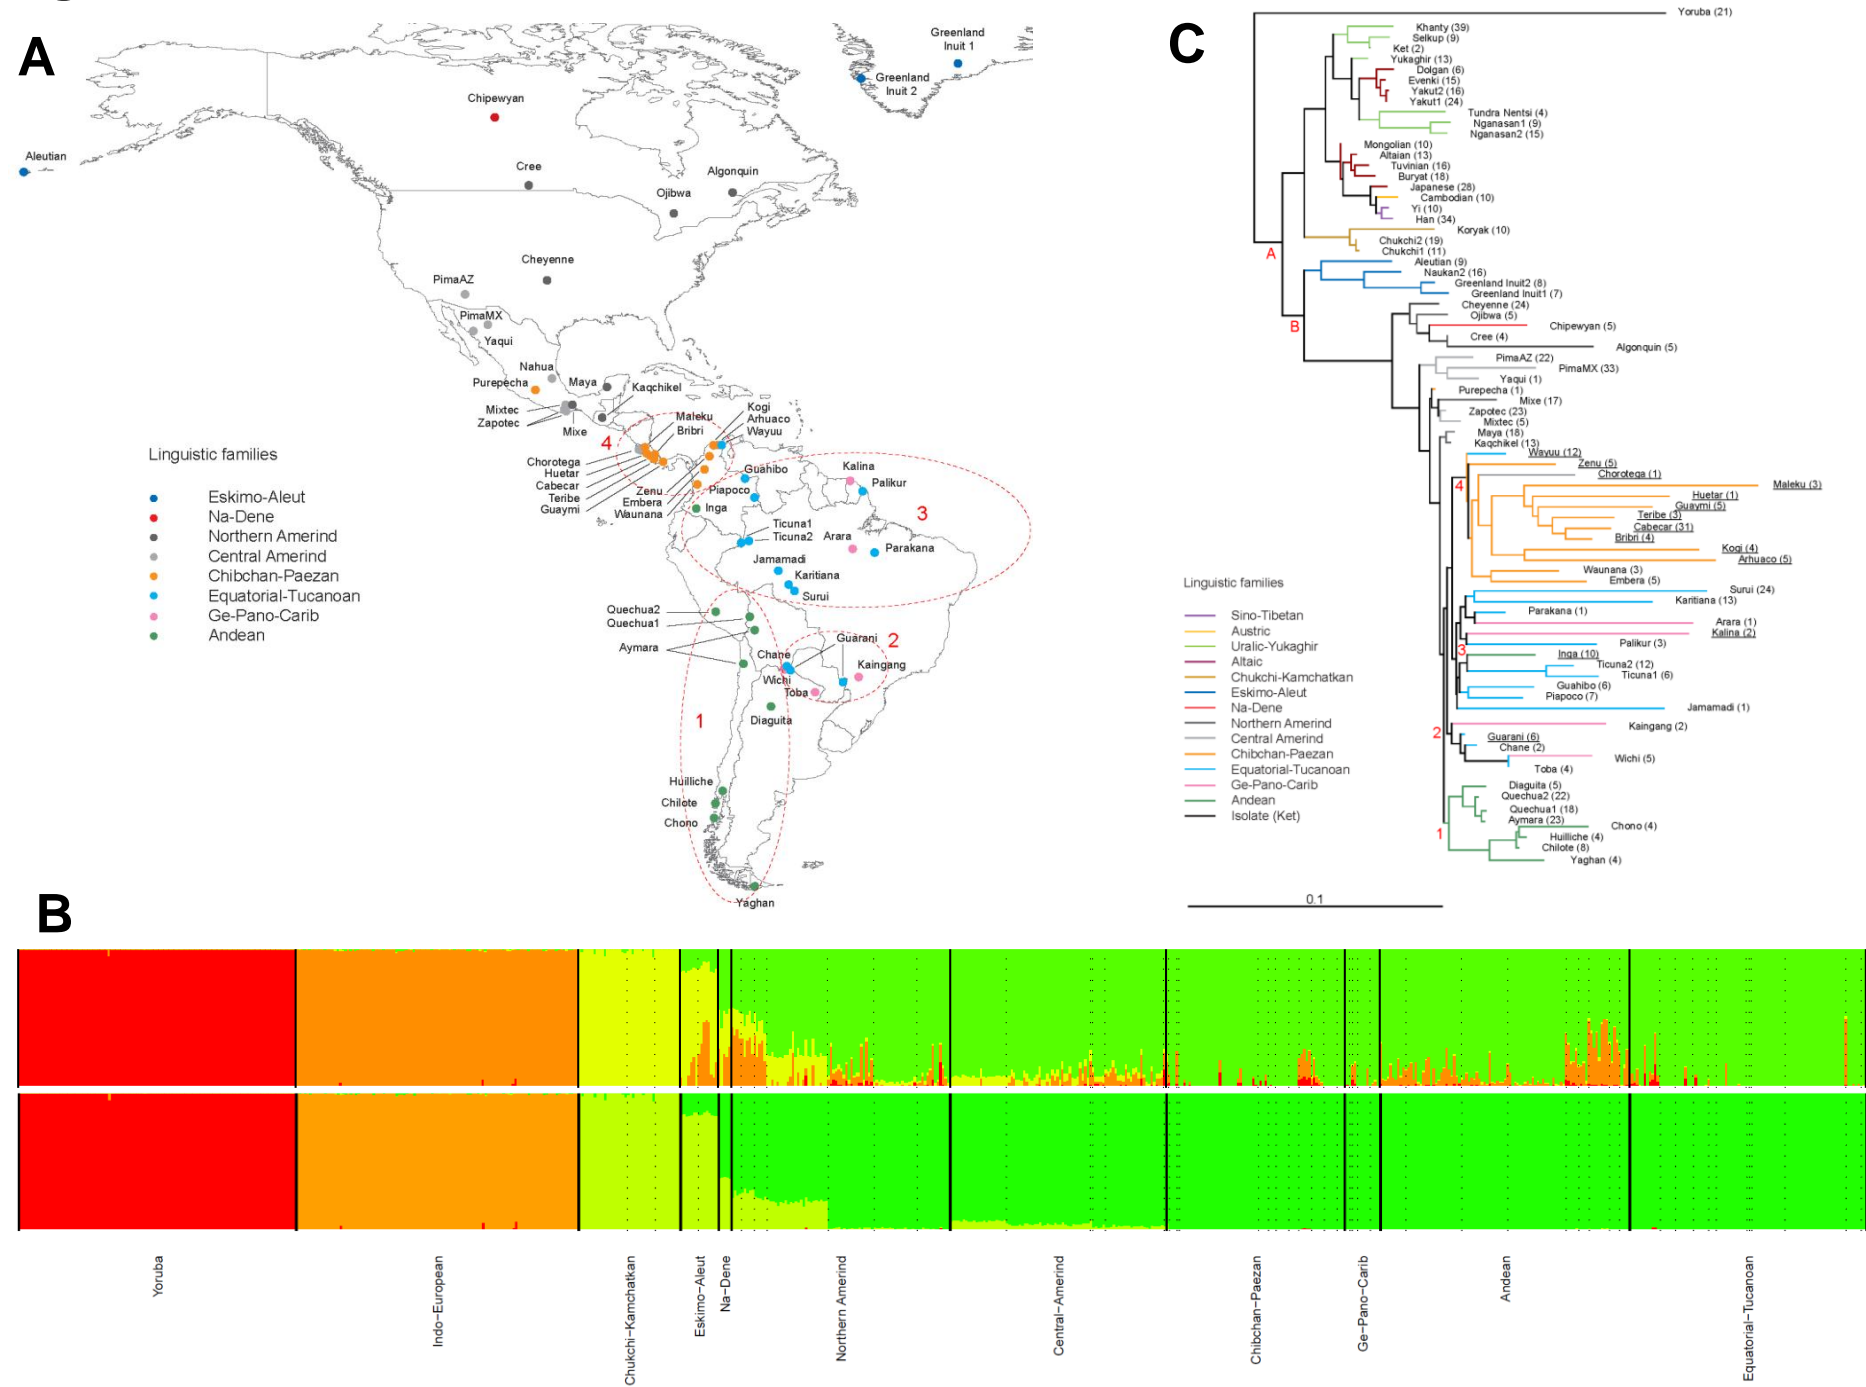 A
Greenland
Inuit 1
Greenland
Inuit 2
Chipewyan
Aleutian
Cree
Algonquin
Ojibwa
Cheyenne
PimaAZ
PimaMX
Yaqui
Nahua
Purepecha
Maya
Kaqchikel
Mixtec
Zapotec
Mixe
Maleku
Bribri
Kogi
Arhuaco
Wayuu
4
Chorotega
Huetar
Cabecar
Teribe
Guaymi
Zenu
Embera
Waunana
Guahibo
Piapoco
Inga
Kalina
Palikur
3
Ticuna1
Ticuna2
Arara
Parakana
Jamamadi
Karitiana
Surui
Quechua2
Quechua1
Aymara
Guarani
2
Chane
Kaingang
Wichi
Toba
1
Diaguita
Huilliche
Chilote
Chono
Yaghan
Linguistic families
Eskimo-Aleut
Na-Dene
Northern Amerind
Central Amerind
Chibchan-Paezan
Equatorial-Tucanoan
Ge-Pano-Carib
Andean
C
Yoruba (21)
Khanty (39)
Selkup (9)
Ket (2)
Yukaghir (13)
Dolgan (6)
Evenki (15)
Yakut2 (16)
Yakut1 (24)
Tundra Nentsi (4)
Nganasan1 (9)
Nganasan2 (15)
Mongolian (10)
Altaian (13)
Tuvinian (16)
Buryat (18)
Japanese (28)
Cambodian (10)
Yi (10)
Han (34)
Koryak (10)
Chukchi2 (19)
Chukchi1 (11)
A
Aleutian (9)
Naukan2 (16)
Greenland Inuit2 (8)
Greenland Inuit1 (7)
B
Cheyenne (24)
Ojibwa (5)
Chipewyan (5)
Cree (4)
Algonquin (5)
PimaAZ (22)
PimaMX (33)
Yaqui (1)
Purepecha (1)
Mixe (17)
Zapotec (23)
Mixtec (5)
Maya (18)
Kaqchikel (13)
Wayuu (12)
Zenu (5)
Chorotega (1)
4
Maleku (3)
Huetar (1)
Guaymi (5)
Teribe (3)
Cabecar (31)
Bribri (4)
Kogi (4)
Arhuaco (5)
Waunana (3)
Embera (5)
Surui (24)
Karitiana (13)
Parakana (1)
Arara (1)
Kalina (2)
Palikur (3)
3
Inga (10)
Ticuna2 (12)
Ticuna1 (6)
Guahibo (6)
Piapoco (7)
Jamamadi (1)
Kaingang (2)
2
Guarani (6)
Chane (2)
Wichi (5)
Toba (4)
Diaguita (5)
Quechua2 (22)
Quechua1 (18)
Aymara (23)
Chono (4)
1
Huilliche (4)
Chilote (8)
Yaghan (4)
Linguistic families
Sino-Tibetan
Austric
Uralic-Yukaghir
Altaic
Chukchi-Kamchatkan
Eskimo-Aleut
Na-Dene
Northern Amerind
Central Amerind
Chibchan-Paezan
Equatorial-Tucanoan
Ge-Pano-Carib
Andean
Isolate (Ket)
0.1
B
Yoruba
Indo−European
Chukchi−Kamchatkan
Eskimo−Aleut
Na−Dene
Northern Amerind
Central−Amerind
Chibchan−Paezan
Ge−Pano−Carib
Andean
Equatorial−Tucanoan